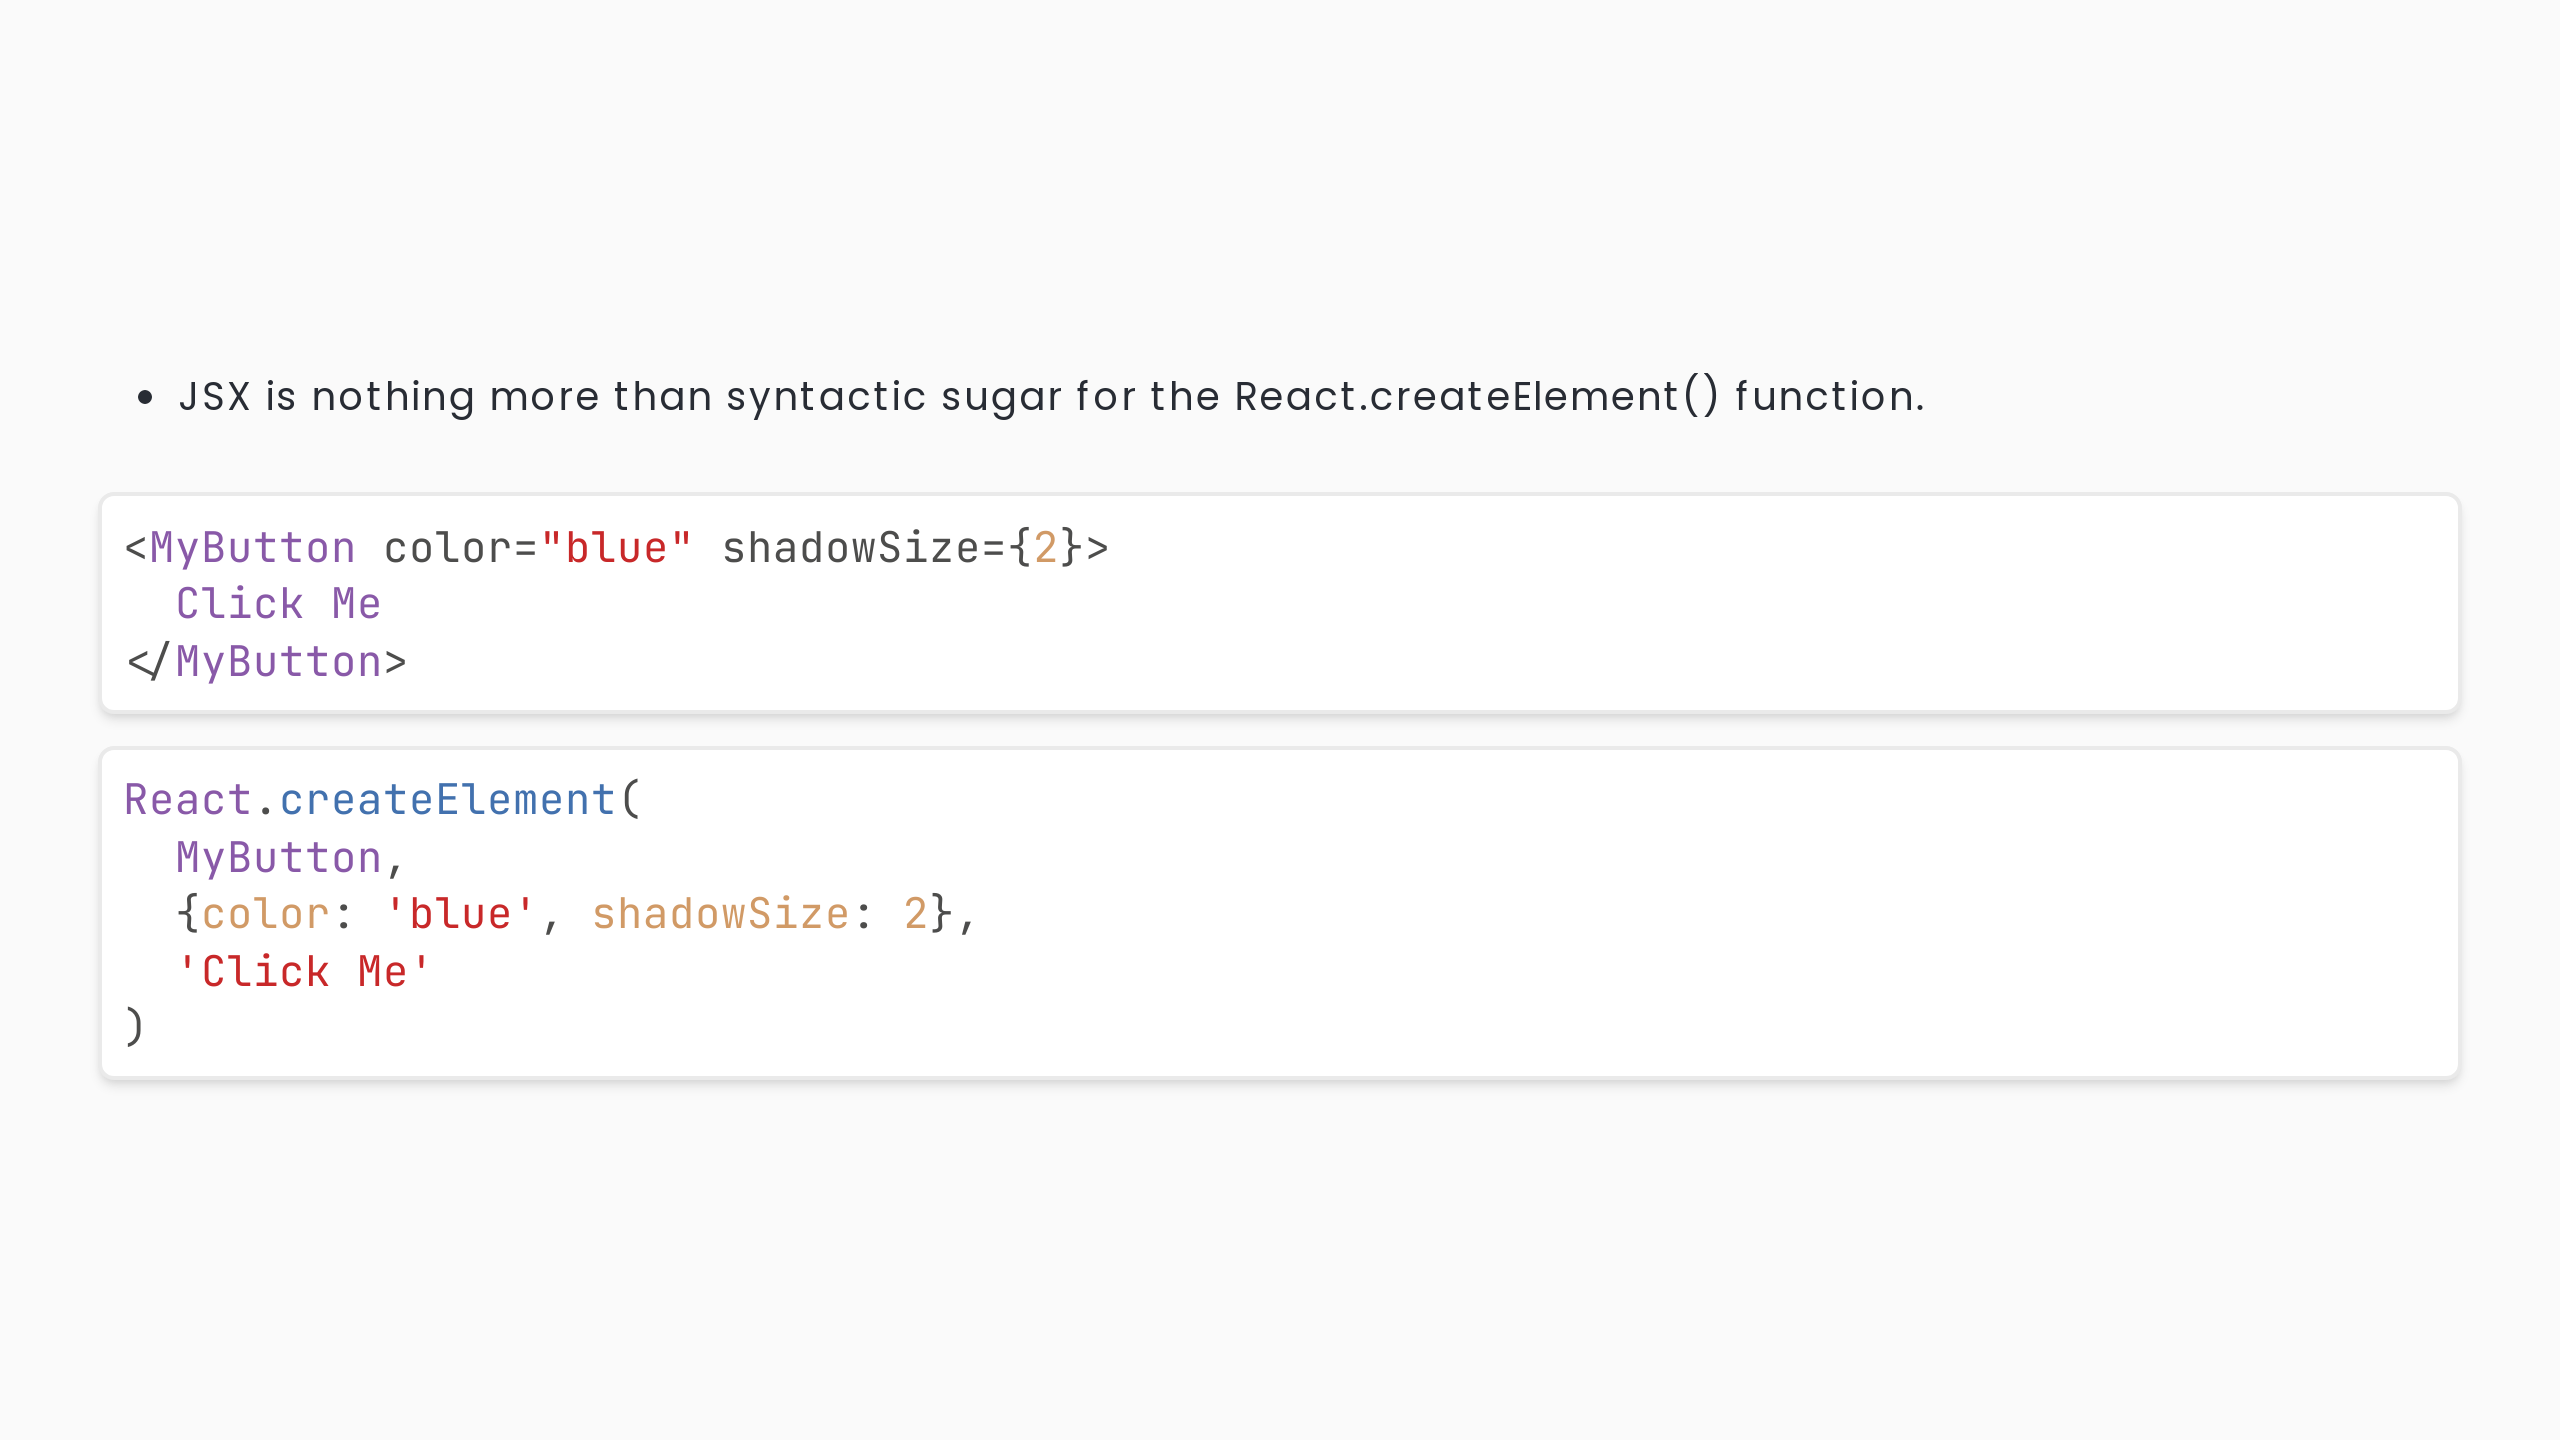 • JSX is nothing more than syntactic sugar for the React.createElement() function.
<MyButton color="blue" shadowSize={2}>
  Click Me
</MyButton>
React.createElement(
  MyButton,
  {color: 'blue', shadowSize: 2},
  'Click Me'
)